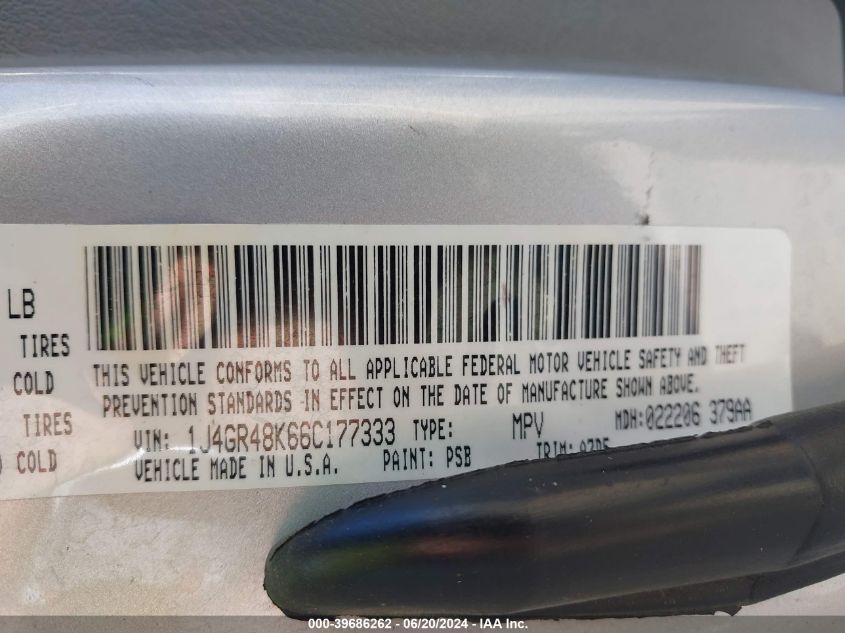 LB
TIRES
COLD
TIRES
COLD
THIS VEHICLE CONFORMS TO ALL APPLICABLE FEDERAL MOTOR VEHICLE SAFETY AND THEFT
PREVENTION STANDARDS IN EFFECT ON THE DATE OF MANUFACTURE SHOWN ABOVE.
VIN: 1J4GR48K66C177333 TYPE: MPV MDH:022206 379AA
VEHICLE MADE IN U.S.A. PAINT: PSB TRIM:
000-39686262 - 06/20/2024 - IAA Inc.